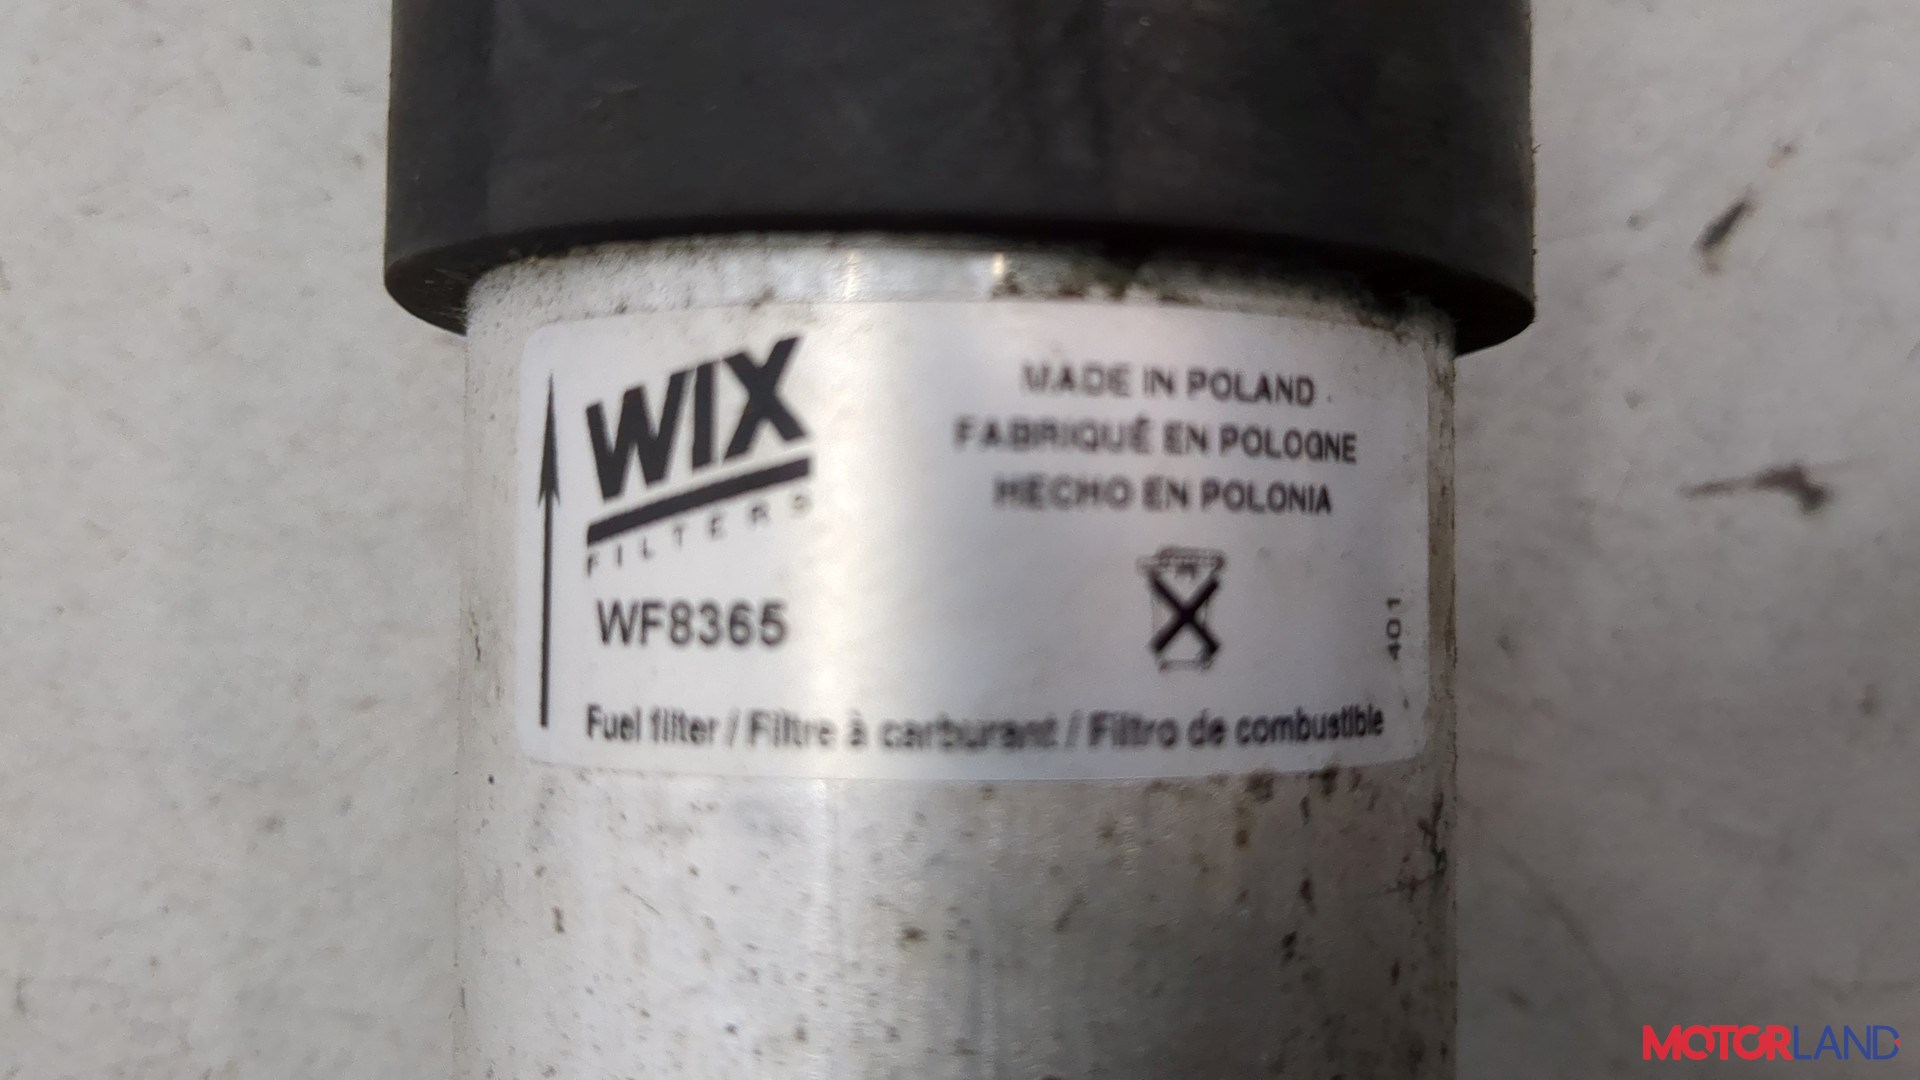 WIX
FILTERS
WF8365
MADE IN POLAND
FABRIQUÉ EN POLOGNE
HECHO EN POLONIA
401
Fuel filter / Filtre à carburant / Filtro de combustible
MOTORLAND